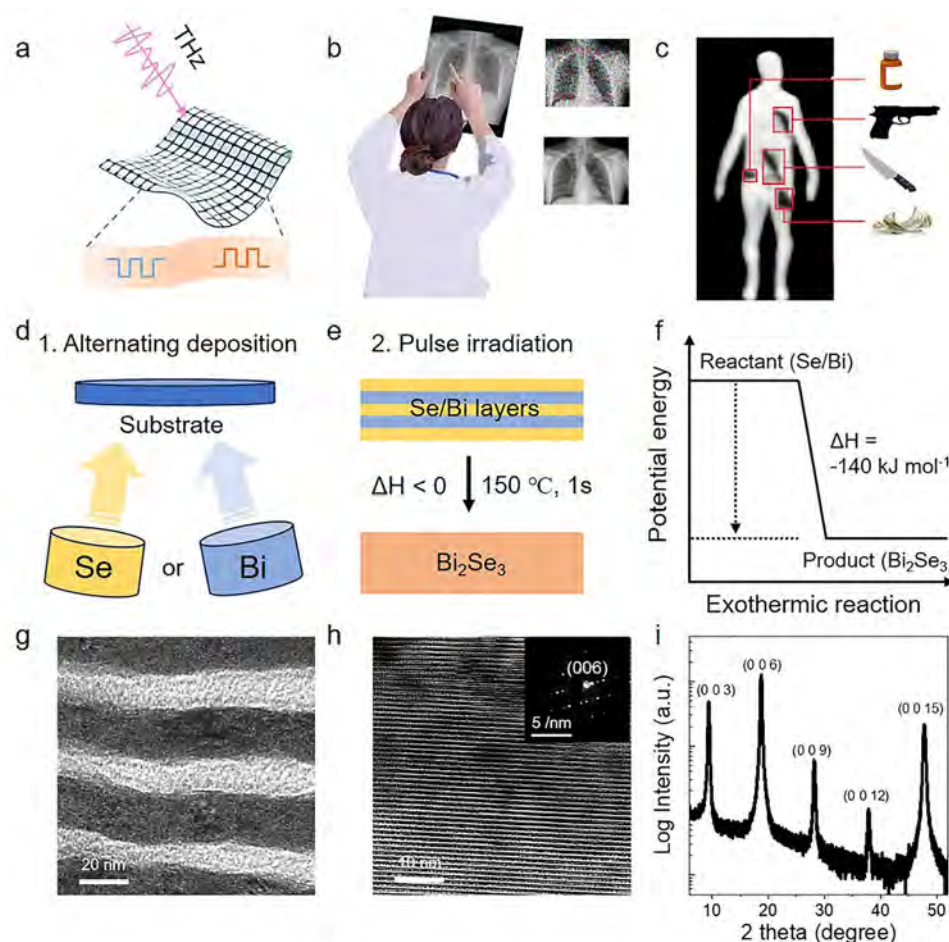 a
THz
b
c
d
1. Alternating deposition
Substrate
Se
or
Bi
e
2. Pulse irradiation
Se/Bi layers
ΔH < 0
150 ℃, 1s
Bi₂Se₃
f
Potential energy
Reactant (Se/Bi)
ΔH =
-140 kJ mol⁻¹
Product (Bi₂Se₃
Exothermic reaction
g
20 nm
h
(006)
5 /nm
10 nm
i
Log Intensity (a.u.)
(0 0 3)
(0 0 6)
(0 0 9)
(0 0 12)
(0 0 15)
10
20
30
40
50
2 theta (degree)